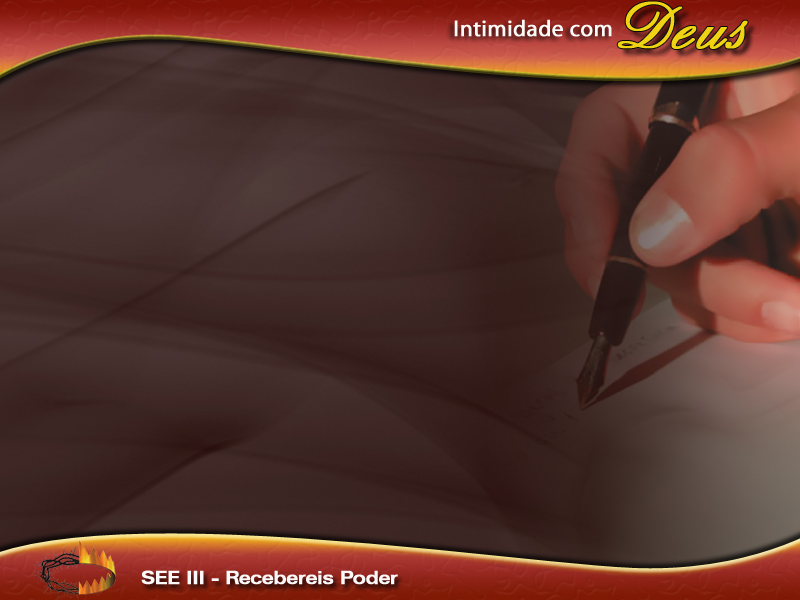 Intimidade com Deus
SEE III - Recebereis Poder